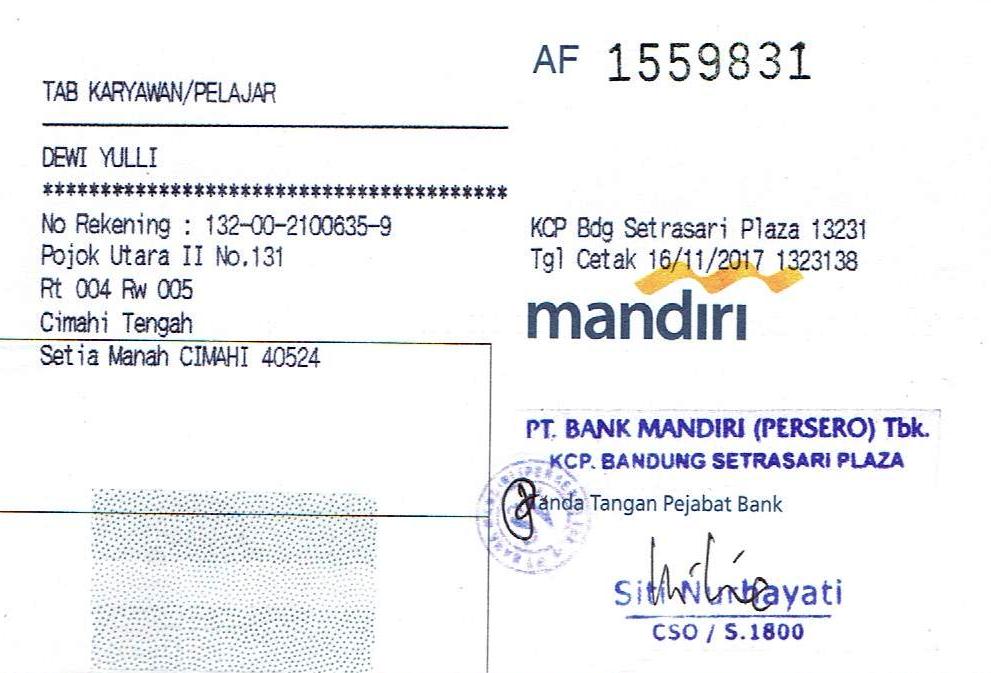 AF 1559831
TAB KARYAWAN/PELAJAR
DEWI YULLI
****************************************
No Rekening : 132-00-2100635-9
Pojok Utara II No.131
Rt 004 Rw 005
Cimahi Tengah
Setia Manah CIMAHI 40524
KCP Bdg Setrasari Plaza 13231
Tgl Cetak 16/11/2017 1323138
mandiri
PT. BANK MANDIRI (PERSERO) Tbk.
KCP. BANDUNG SETRASARI PLAZA
Tanda Tangan Pejabat Bank
Siti Nurhayati
CSO / S.1800